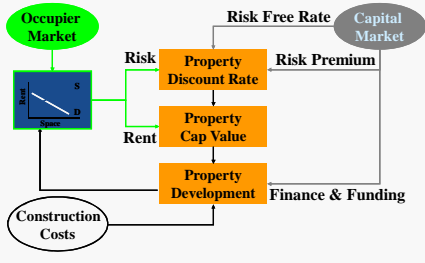 Occupier
Market
Risk Free Rate
Capital
Market
Risk
Property
Discount Rate
Risk Premium
Rent
S
D
Space
Rent
Property
Cap Value
Property
Development
Finance & Funding
Construction
Costs